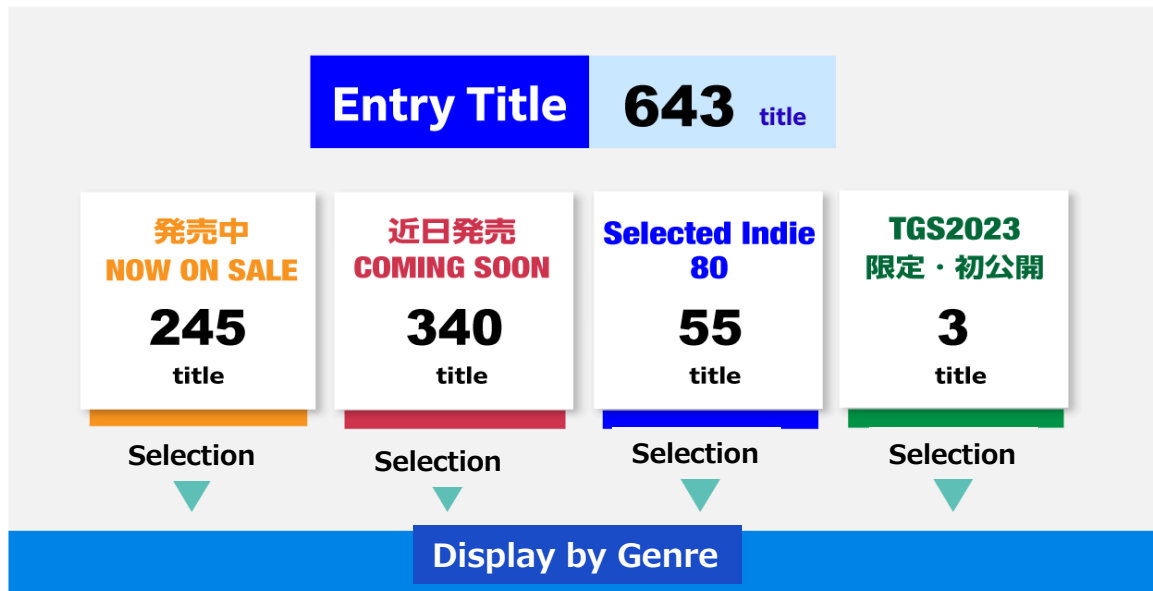 Entry Title 643 title
発売中
NOW ON SALE
245
title
近日発売
COMING SOON
340
title
Selected Indie
80
55
title
TGS2023
限定・初公開
3
title
Selection
Selection
Selection
Selection
Display by Genre